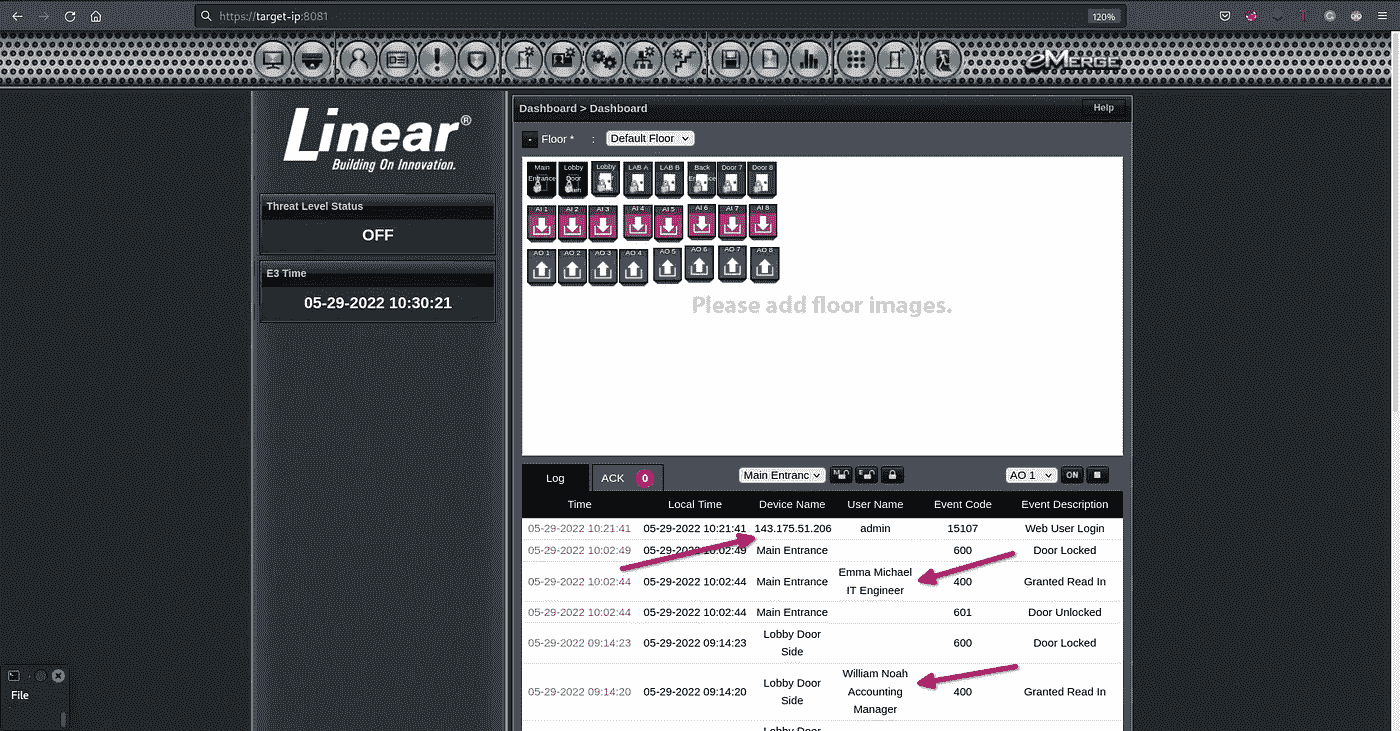 https://target-ip:8081
120%
eMERGE
Linear®
Building On Innovation.
Threat Level Status
OFF
E3 Time
05-29-2022 10:30:21
Dashboard > Dashboard
Help
- Floor * : Default Floor
Main Entrance Lobby Door Main Lobby LAB A LAB B Back Entrance Door 7 Door 8
AI 1 AI 2 AI 3 AI 4 AI 5 AI 6 AI 7 AI 8
AO 1 AO 2 AO 3 AO 4 AO 5 AO 6 AO 7 AO 8
Please add floor images.
Log ACK 0 Main Entranc M E AO 1 ON
Time Local Time Device Name User Name Event Code Event Description
05-29-2022 10:21:41 05-29-2022 10:21:41 143.175.51.206 admin 15107 Web User Login
05-29-2022 10:02:49 05-29-2022 10:02:49 Main Entrance 600 Door Locked
Emma Michael
05-29-2022 10:02:44 05-29-2022 10:02:44 Main Entrance 400 Granted Read In
IT Engineer
05-29-2022 10:02:44 05-29-2022 10:02:44 Main Entrance 601 Door Unlocked
Lobby Door
05-29-2022 09:14:23 05-29-2022 09:14:23 600 Door Locked
Side
William Noah
Lobby Door
05-29-2022 09:14:20 05-29-2022 09:14:20 Accounting 400 Granted Read In
Side
Manager
Lobby Door
File